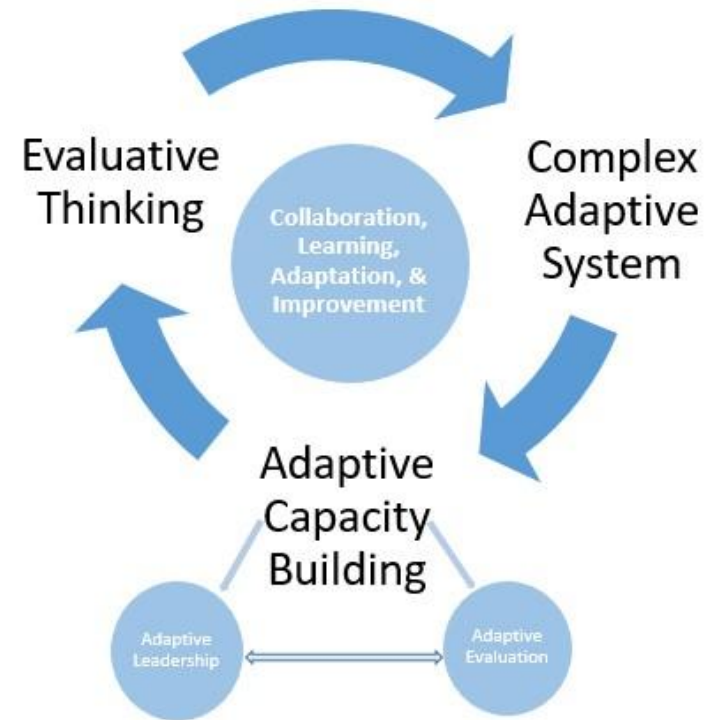 Evaluative
Thinking
Collaboration,
Learning,
Adaptation, &
Improvement
Complex
Adaptive
System
Adaptive
Capacity
Building
Adaptive
Leadership
Adaptive
Evaluation